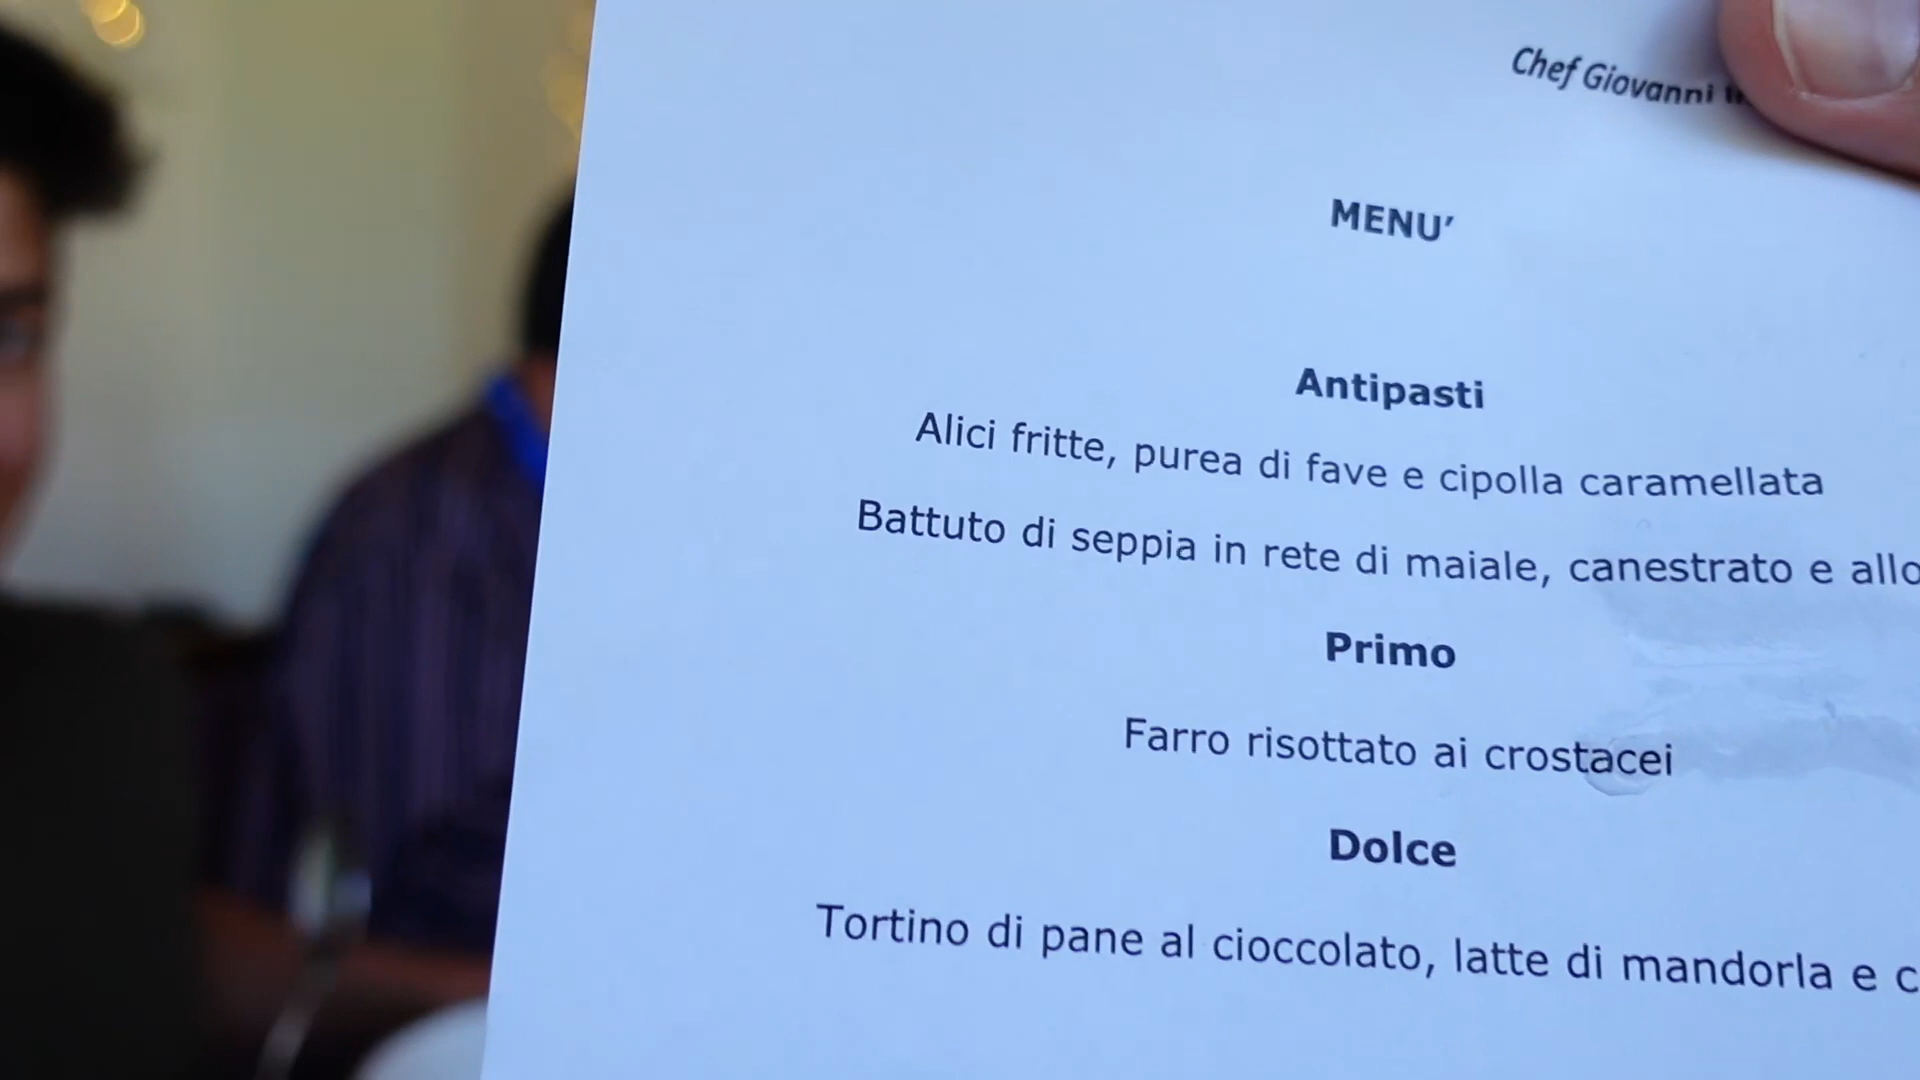 Chef Giovanni
MENU'
Antipasti
Alici fritte, purea di fave e cipolla caramellata
Battuto di seppia in rete di maiale, canestrato e
Primo
Farro risottato ai crostacei
Dolce
Tortino di pane al cioccolato, latte di mandorla e